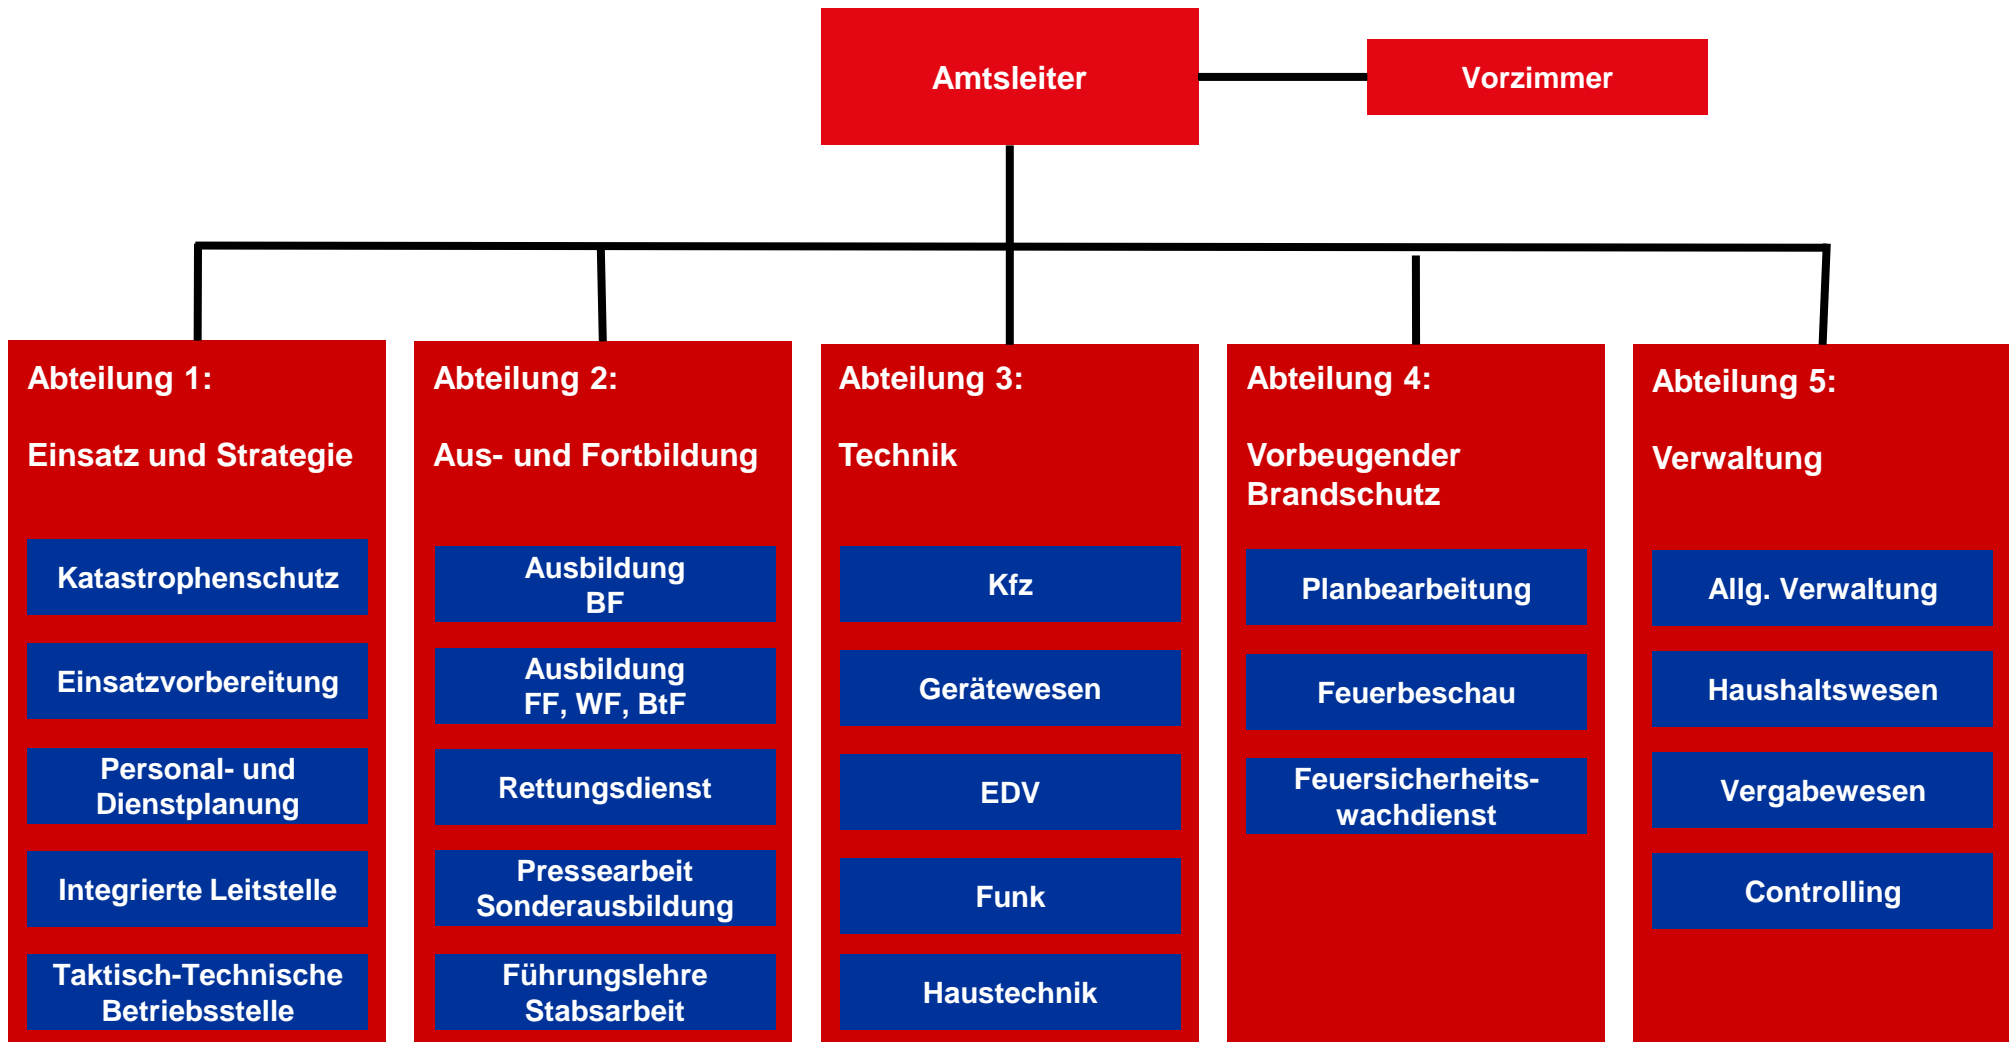 Amtsleiter
Vorzimmer
Abteilung 1:
Einsatz und Strategie
Katastrophenschutz
Einsatzvorbereitung
Personal- und
Dienstplanung
Integrierte Leitstelle
Taktisch-Technische
Betriebsstelle
Abteilung 2:
Aus- und Fortbildung
Ausbildung
BF
Ausbildung
FF, WF, BtF
Rettungsdienst
Pressearbeit
Sonderausbildung
Führungslehre
Stabsarbeit
Abteilung 3:
Technik
Kfz
Gerätewesen
EDV
Funk
Haustechnik
Abteilung 4:
Vorbeugender
Brandschutz
Planbearbeitung
Feuerbeschau
Feuersicherheits-
wachdienst
Abteilung 5:
Verwaltung
Allg. Verwaltung
Haushaltswesen
Vergabewesen
Controlling